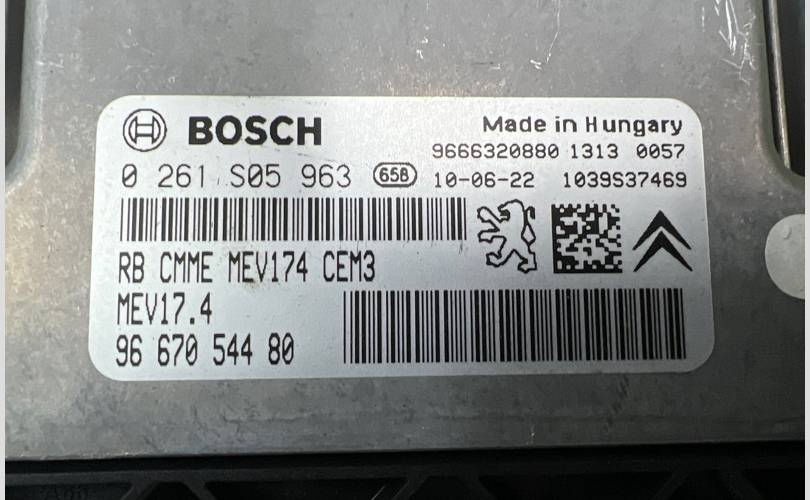 BOSCH
Made in Hungary
9666320880 1313 0057
0 261 S05 963 65B 10-06-22 1039S37469
RB CMME MEV174 CEM3
MEV17.4
96 670 544 80